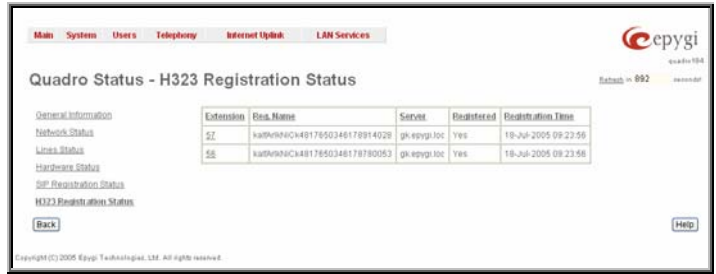 Main System Users Telephony Internet Uplink LAN Services
epygi
quadro184
Quadro Status - H323 Registration Status
Refresh in 892 seconds!
General Information
Network Status
Lines Status
Hardware Status
SIP Registration Status
H323 Registration Status
Extension Reg. Name Server Registered Registration Time
57 gk.epygi.loc Yes 18-Jul-2005 09:23:56
56 gk.epygi.loc Yes 18-Jul-2005 09:23:56
Back
Help
Copyright (C) 2005 Epygi Technologies, LTD. All rights reserved.